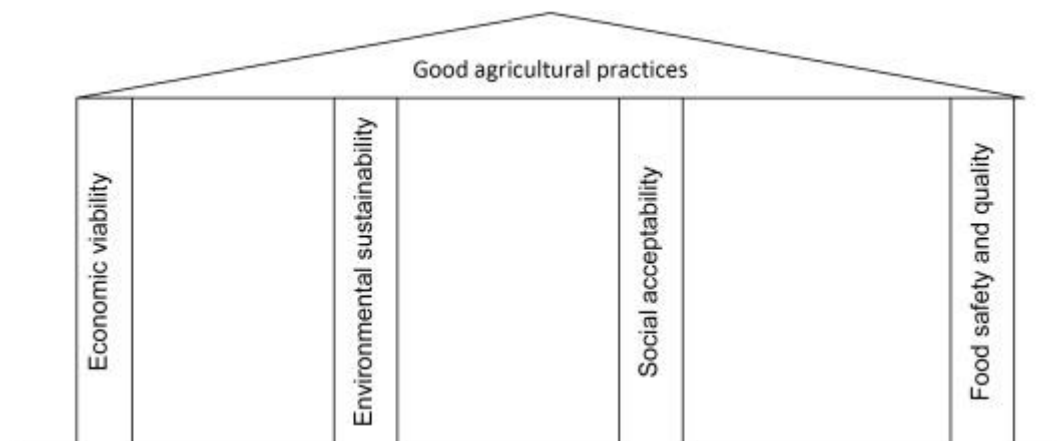 Good agricultural practices
Economic viability
Environmental sustainability
Social acceptability
Food safety and quality